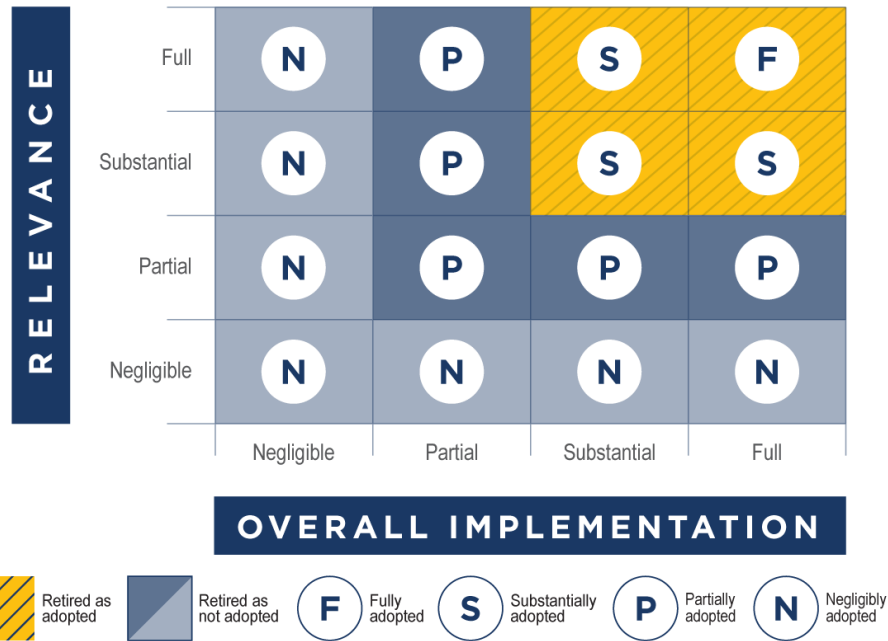 RELEVANCE
Full N P S F
Substantial N P S S
Partial N P P P
Negligible N N N N
Negligible Partial Substantial Full
OVERALL IMPLEMENTATION
Retired as
adopted
Retired as
not adopted
F Fully
adopted
S Substantially
adopted
P Partially
adopted
N Negligibly
adopted